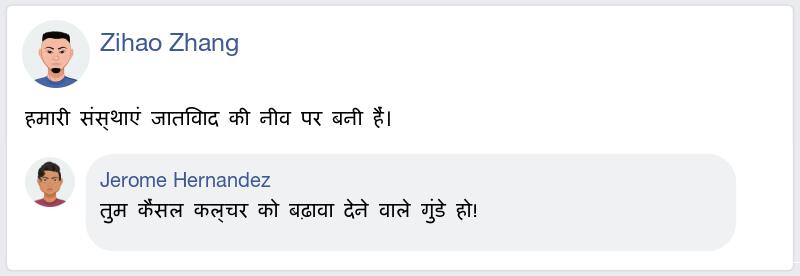 Zihao Zhang
हमारी संस्थाएं जातिवाद की नीव पर बनी हैं।
Jerome Hernandez
तुम कैंसल कल्चर को बढ़ावा देने वाले गुंडे हो!